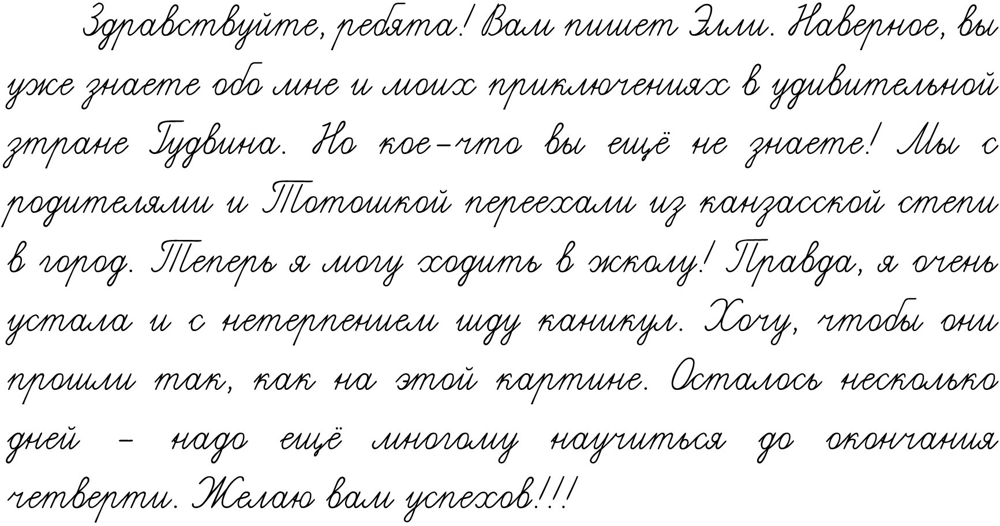 Здравствуйте, ребята! Вам пишет Элли. Наверное, вы
уже знаете обо мне и моих приключениях в удивительной
зтране Гудвина. Но кое-что вы ещё не знаете! Мы с
родителями и Тотошкой переехали из канзасской степи
в город. Теперь я могу ходить в жколу! Правда, я очень
устала и с нетерпением шду каникул. Хочу, чтобы они
прошли так, как на этой картине. Осталось несколько
дней - надо ещё многому научиться до окончания
четверти. Желаю вам успехов!!!